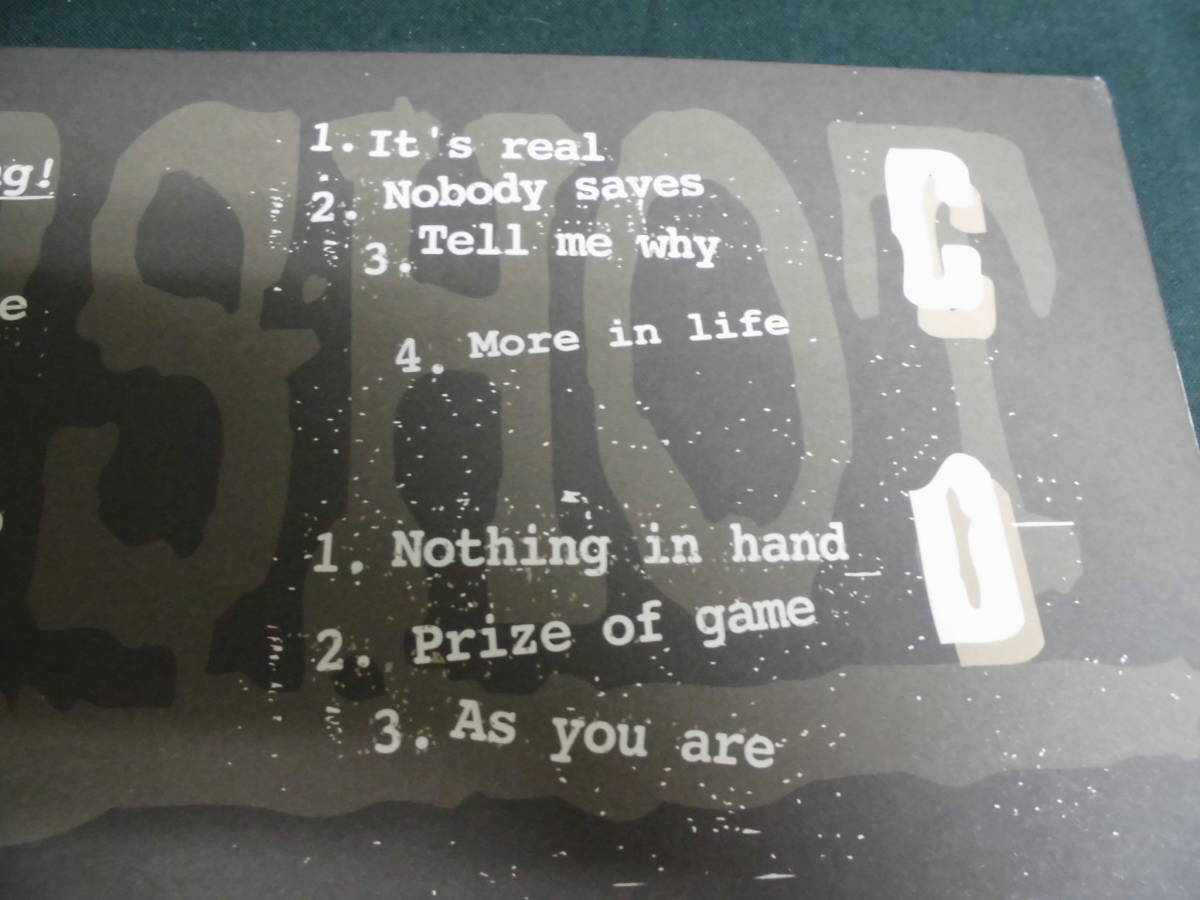 g!
e
SHOT
C
1. It's real
2. Nobody saves
3. Tell me why
4. More in life
D
1. Nothing in hand
2. Prize of game
3. As you are